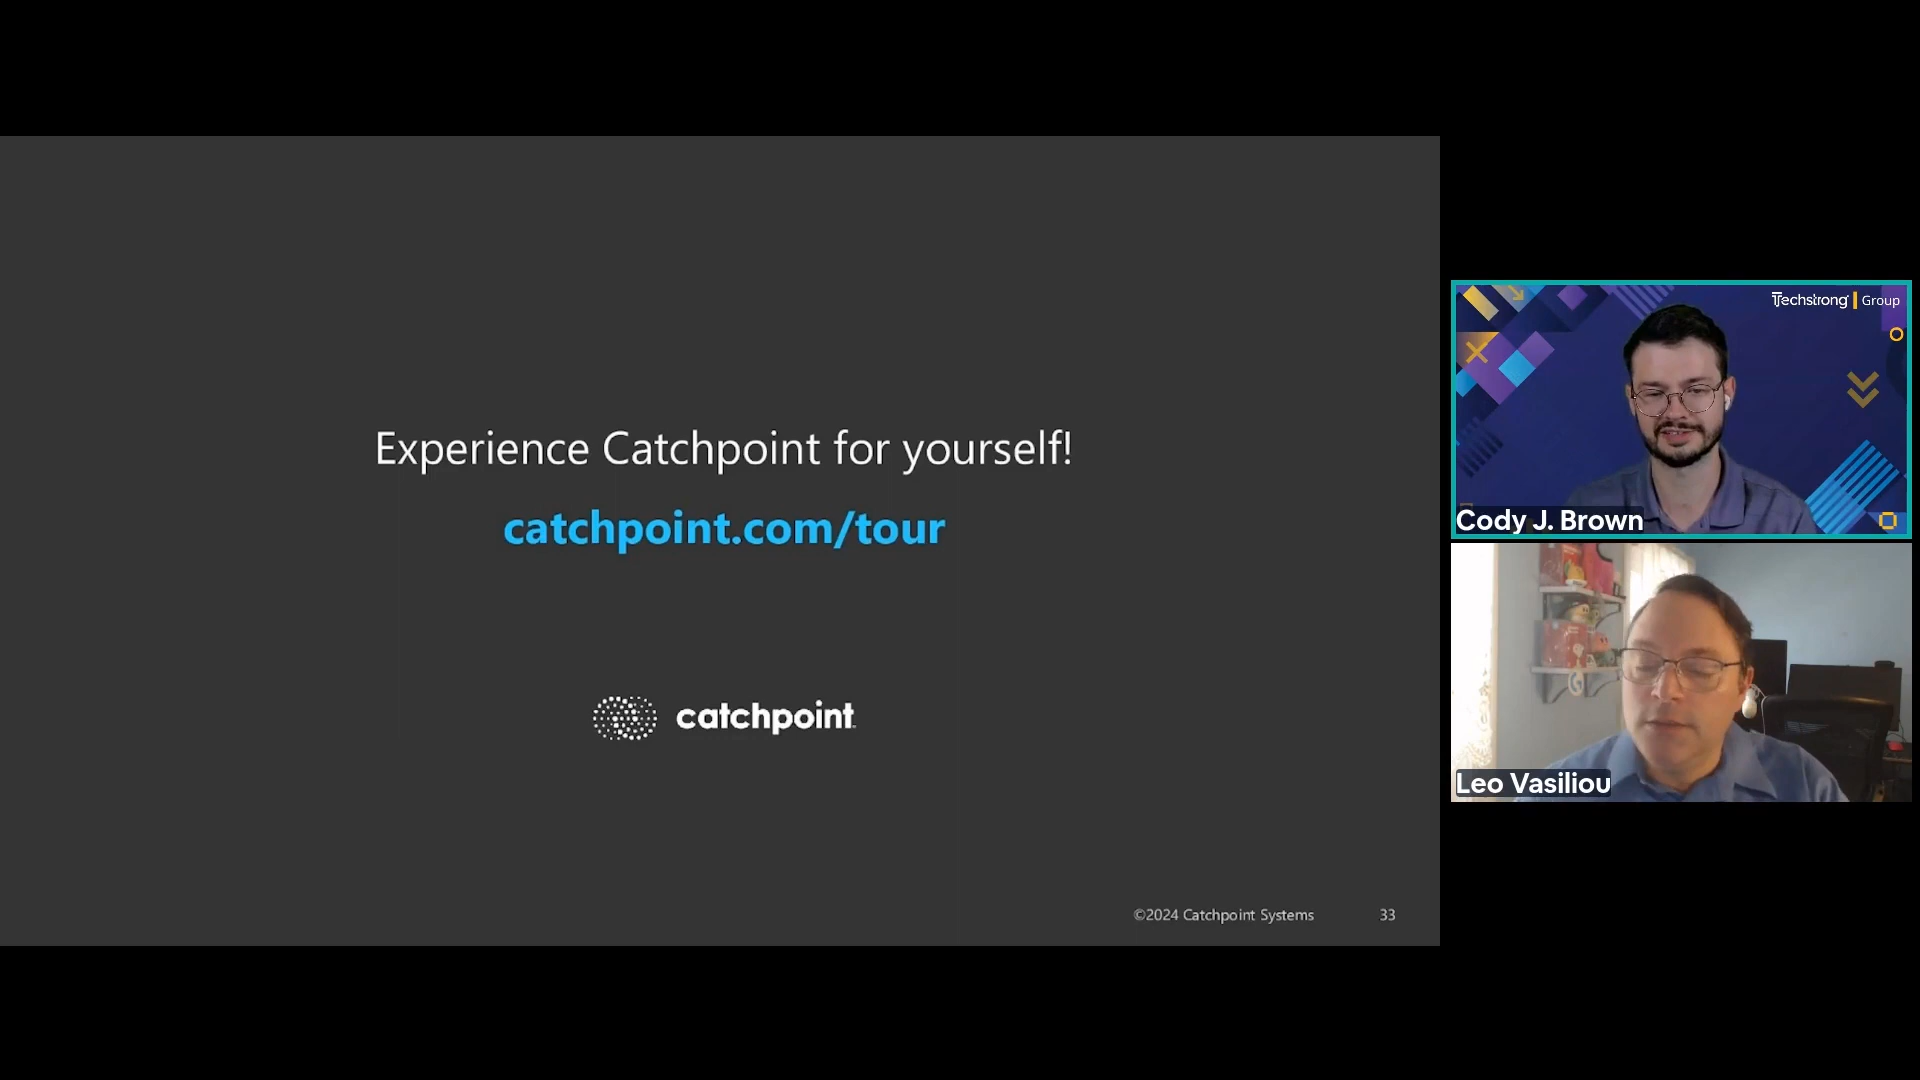 Experience Catchpoint for yourself!
catchpoint.com/tour
catchpoint
©2024 Catchpoint Systems
33
Techstrong | Group
Cody J. Brown
Leo Vasiliou